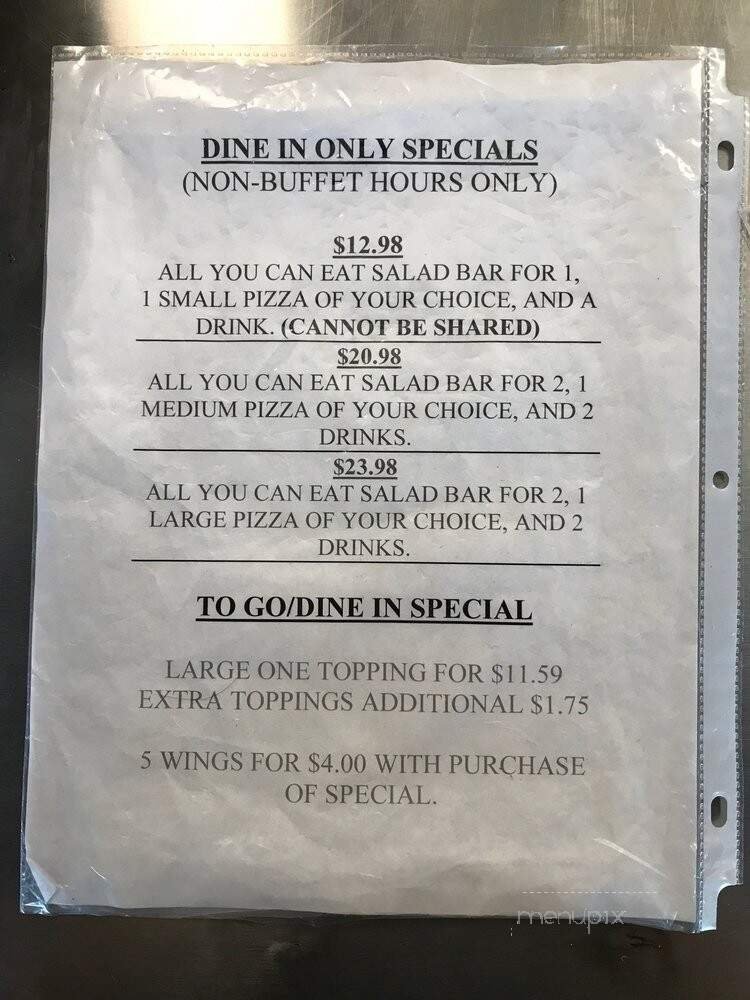 DINE IN ONLY SPECIALS
(NON-BUFFET HOURS ONLY)
$12.98
ALL YOU CAN EAT SALAD BAR FOR 1,
1 SMALL PIZZA OF YOUR CHOICE, AND A
DRINK. (CANNOT BE SHARED)
$20.98
ALL YOU CAN EAT SALAD BAR FOR 2, 1
MEDIUM PIZZA OF YOUR CHOICE, AND 2
DRINKS.
$23.98
ALL YOU CAN EAT SALAD BAR FOR 2, 1
LARGE PIZZA OF YOUR CHOICE, AND 2
DRINKS.
TO GO/DINE IN SPECIAL
LARGE ONE TOPPING FOR $11.59
EXTRA TOPPINGS ADDITIONAL $1.75
5 WINGS FOR $4.00 WITH PURCHASE
OF SPECIAL.
menupix